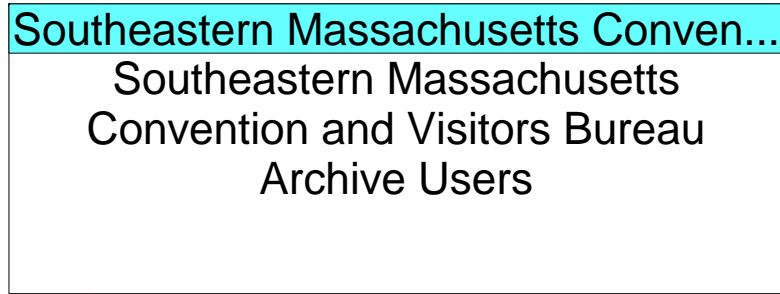 Southeastern Massachusetts Conven...
Southeastern Massachusetts
Convention and Visitors Bureau
Archive Users